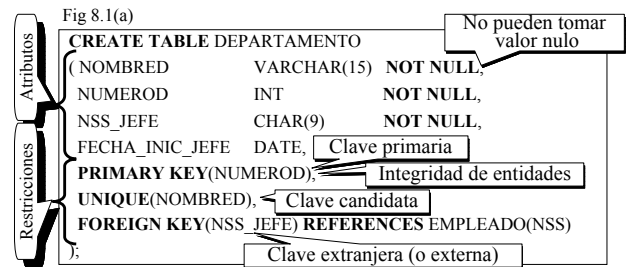 Fig 8.1(a)
No pueden tomar
valor nulo
Atributos
CREATE TABLE DEPARTAMENTO
( NOMBRED VARCHAR(15) NOT NULL,
NUMEROD INT NOT NULL,
NSS_JEFE CHAR(9) NOT NULL,
FECHA_INIC_JEFE DATE, Clave primaria
Restricciones
PRIMARY KEY(NUMEROD), Integridad de entidades
UNIQUE(NOMBRED), Clave candidata
FOREIGN KEY(NSS_JEFE) REFERENCES EMPLEADO(NSS)
); Clave extranjera (o externa)